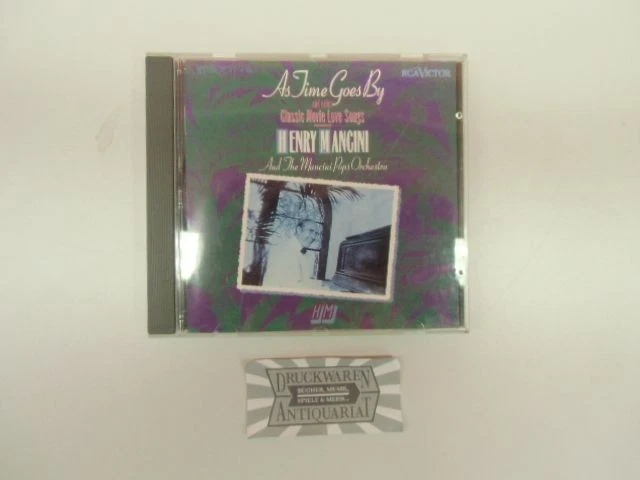 RCA VICTOR
As Time Goes By
Classic Movie Love Songs
HENRY MANCINI
And The Mancini Pops Orchestra
DRUCKWAREN
BÜCHER, MUSIK,
SPIELE & MEHR...
ANTIQUARIAT